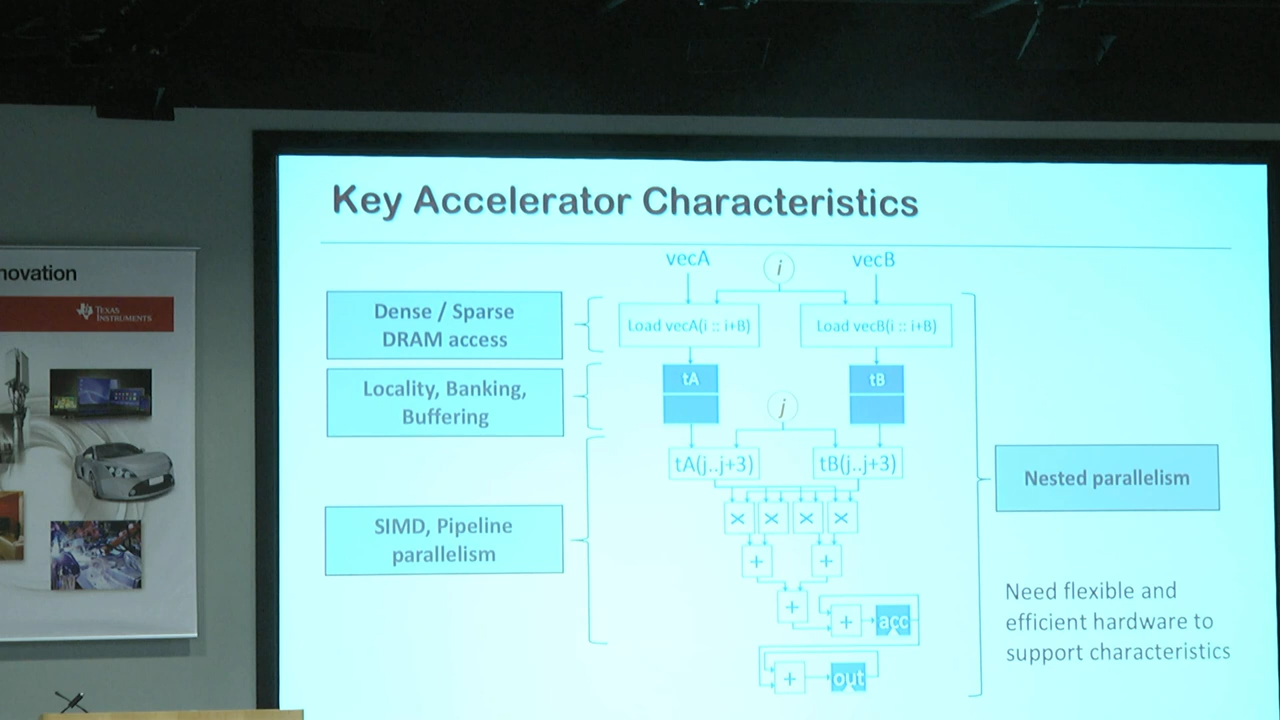 novation
TEXAS
INSTRUMENTS
Key Accelerator Characteristics
vecA
i
vecB
Dense / Sparse
DRAM access
Load vecA(i :: i+B)
Load vecB(i :: i+B)
Locality, Banking,
Buffering
tA
tB
j
tA(j..j+3)
tB(j..j+3)
SIMD, Pipeline
parallelism
× × × ×
+ +
+
+ acc
+ out
Nested parallelism
Need flexible and
efficient hardware to
support characteristics